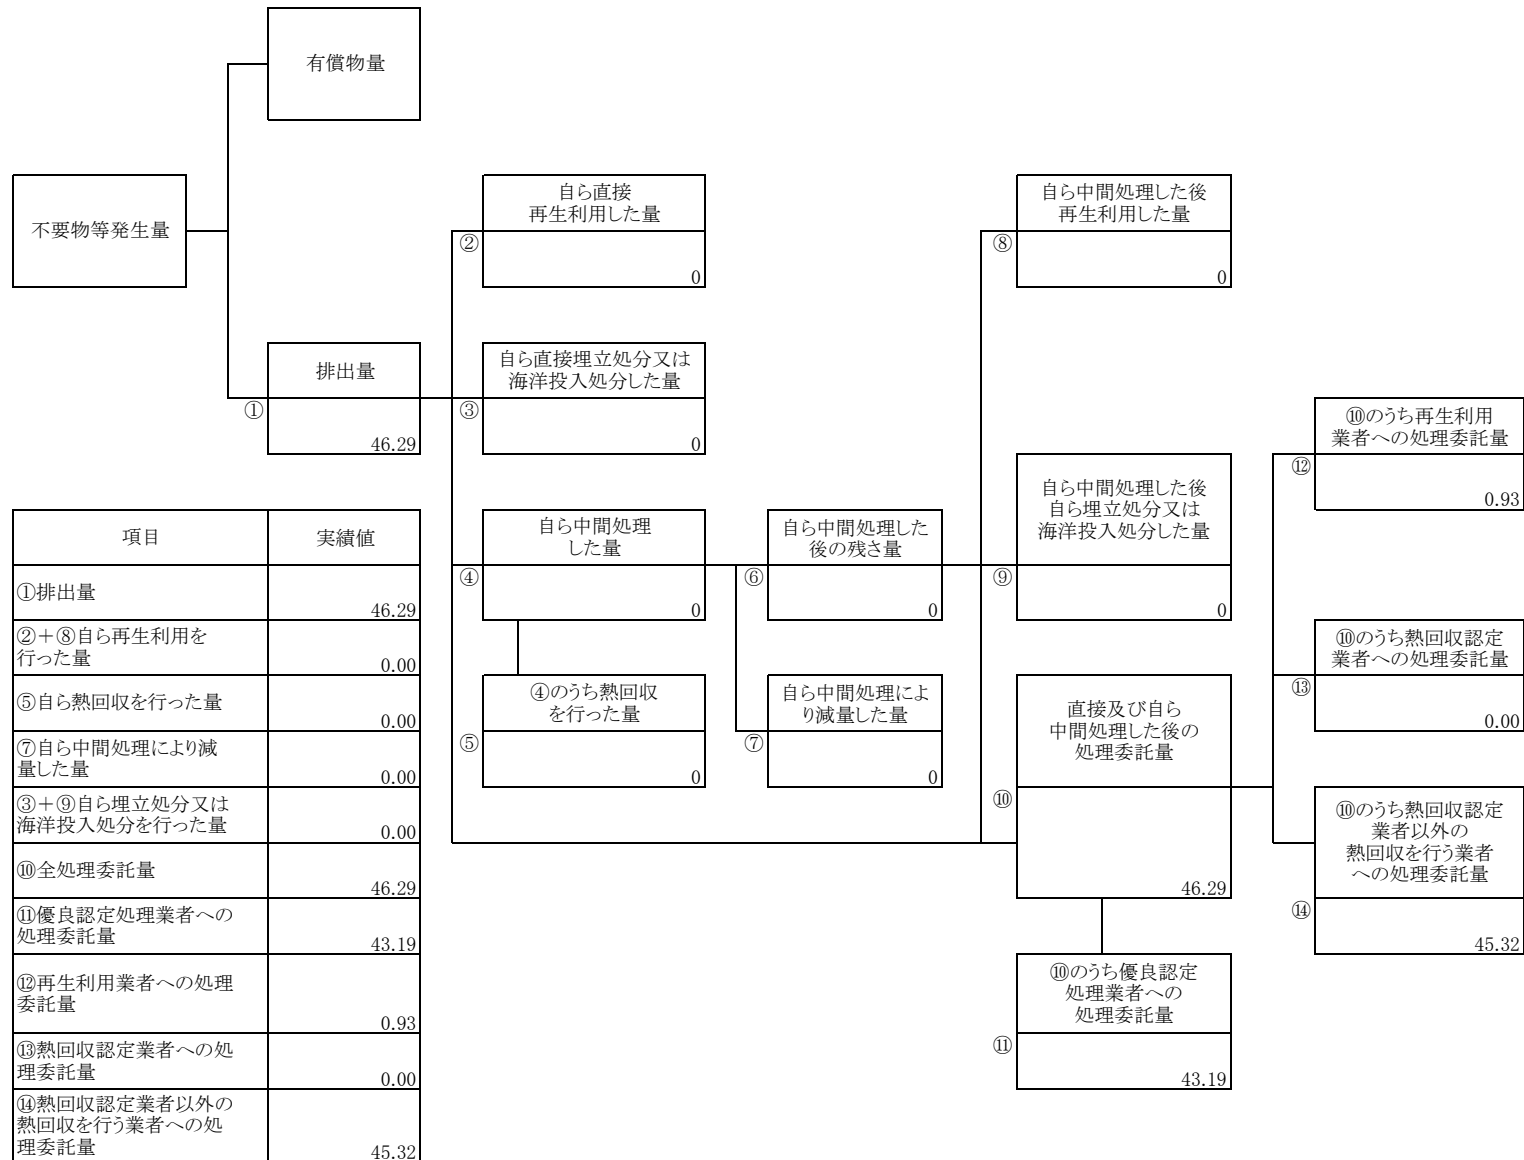 有償物量
不要物等発生量
自ら直接
再生利用した量
②
0
自ら中間処理した後
再生利用した量
⑧
0
排出量
①
46.29
自ら直接埋立処分又は
海洋投入処分した量
③
0
自ら中間処理した後
自ら埋立処分又は
海洋投入処分した量
⑨
0
⑩のうち再生利用
業者への処理委託量
⑫
0.93
自ら中間処理
した量
④
0
自ら中間処理した
後の残さ量
⑥
0
⑩のうち熱回収認定
業者への処理委託量
⑬
0.00
④のうち熱回収
を行った量
⑤
0
自ら中間処理によ
り減量した量
⑦
0
直接及び自ら
中間処理した後の
処理委託量
⑩
46.29
⑩のうち熱回収認定
業者以外の
熱回収を行う業者
への処理委託量
⑭
45.32
⑩のうち優良認定
処理業者への
処理委託量
⑪
43.19
項目 実績値
①排出量
46.29
②+⑧自ら再生利用を
行った量
0.00
⑤自ら熱回収を行った量
0.00
⑦自ら中間処理により減
量した量
0.00
③+⑨自ら埋立処分又は
海洋投入処分を行った量
0.00
⑩全処理委託量
46.29
⑪優良認定処理業者への
処理委託量
43.19
⑫再生利用業者への処理
委託量
0.93
⑬熱回収認定業者への処
理委託量
0.00
⑭熱回収認定業者以外の
熱回収を行う業者への処
理委託量
45.32